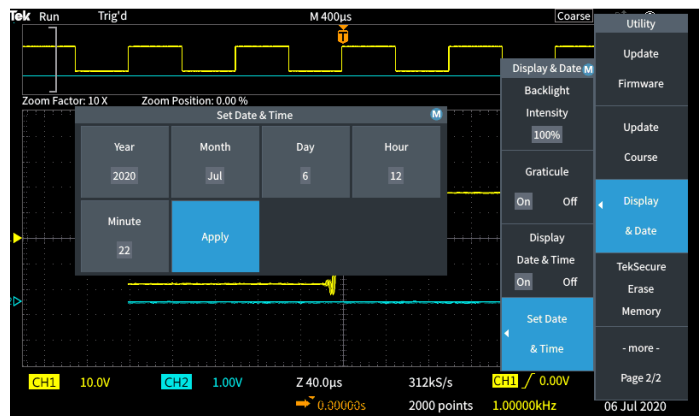 Tek Run Trig'd M 400µs Coarse
Utility
Update
Firmware
Update
Course
Display
& Date
TekSecure
Erase
Memory
- more -
Page 2/2
Display & Date M
Backlight
Intensity
100%
Graticule
On Off
Display
Date & Time
On Off
Set Date
& Time
T
Zoom Factor: 10 X Zoom Position: 0.00 %
Set Date & Time M
Year Month Day Hour
2020 Jul 6 12
Minute
22
Apply
CH1 10.0V CH2 1.00V Z 40.0µs 312kS/s CH1 0.00V
0.00000s 2000 points 1.00000kHz 06 Jul 2020